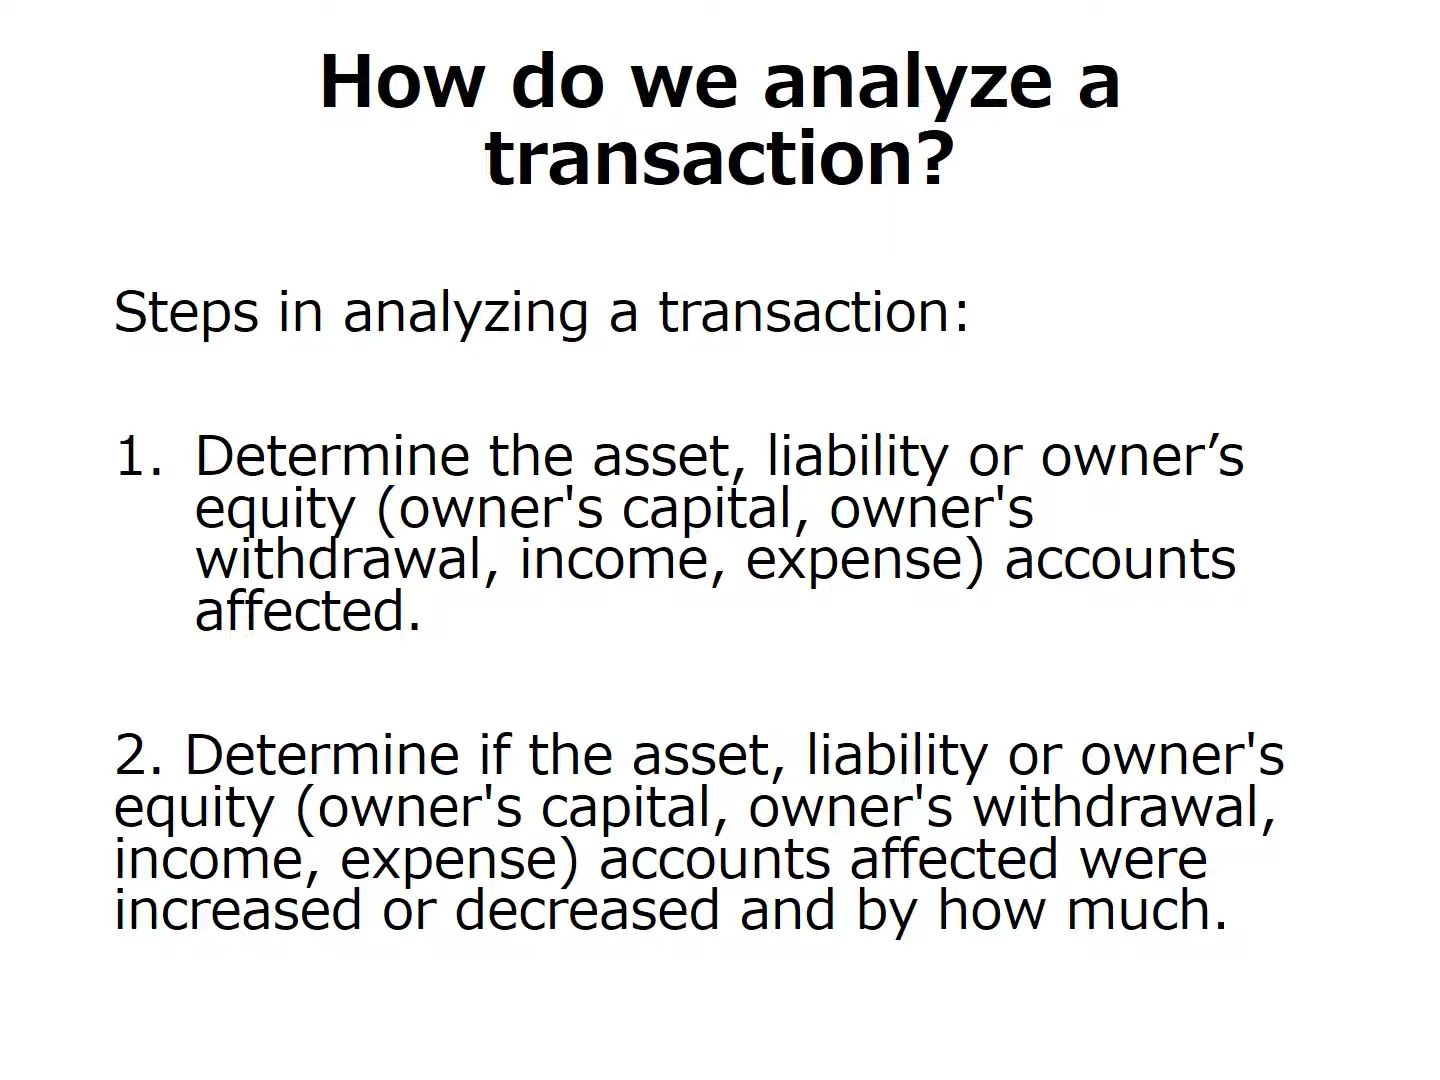 How do we analyze a
transaction?
Steps in analyzing a transaction:
1. Determine the asset, liability or owner’s
equity (owner's capital, owner's
withdrawal, income, expense) accounts
affected.
2. Determine if the asset, liability or owner's
equity (owner's capital, owner's withdrawal,
income, expense) accounts affected were
increased or decreased and by how much.